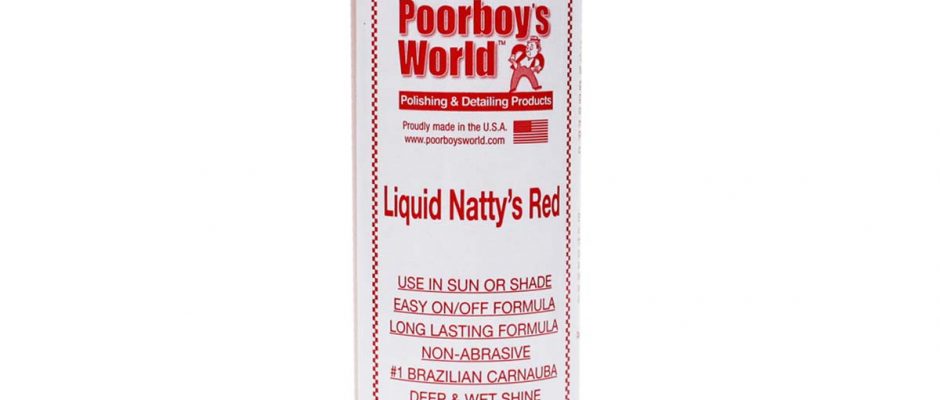 Poorboy's
World™
Polishing & Detailing Products
Proudly made in the U.S.A.
www.poorboysworld.com
Liquid Natty's Red
USE IN SUN OR SHADE
EASY ON/OFF FORMULA
LONG LASTING FORMULA
NON-ABRASIVE
#1 BRAZILIAN CARNAUBA
DEEP & WET SHINE